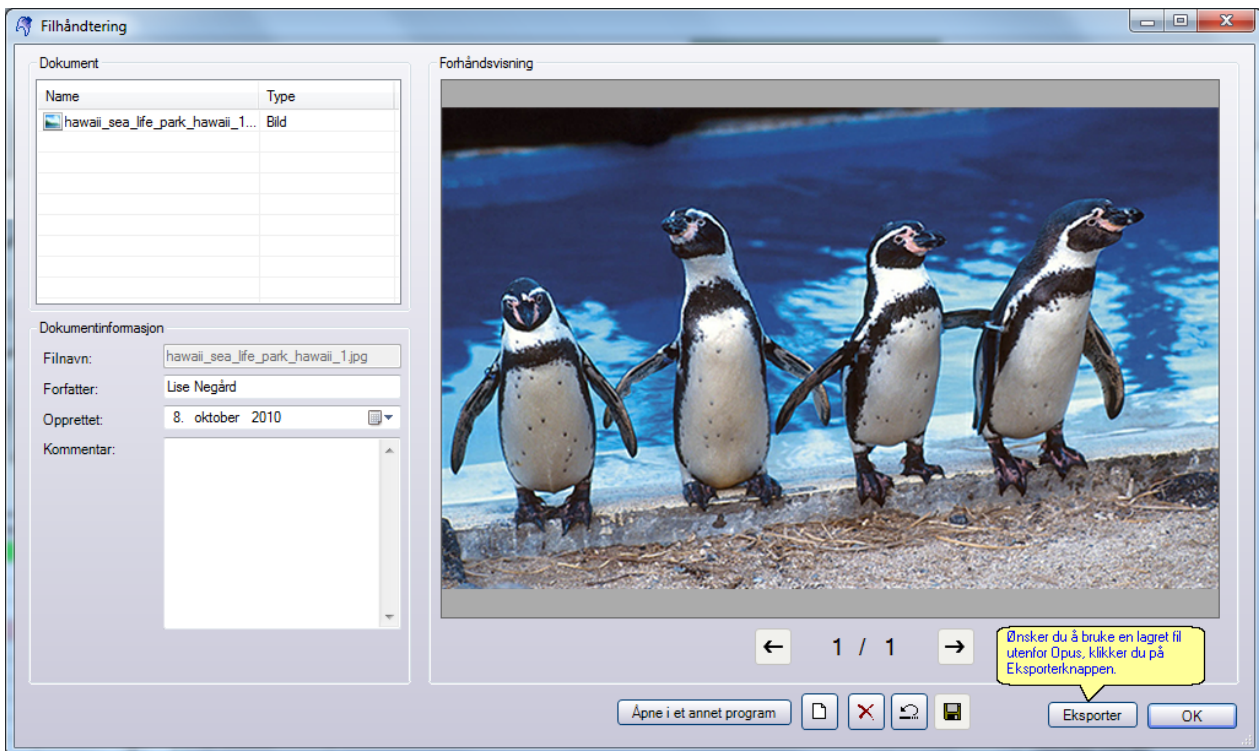 Filhåndtering
Dokument
Name Type
hawaii_sea_life_park_hawaii_1... Bild
Dokumentinformasjon
Filnavn: hawaii_sea_life_park_hawaii_1.jpg
Forfatter: Lise Negård
Opprettet: 8. oktober 2010
Kommentar:
Forhåndsvisning
1 / 1
Ønsker du å bruke en lagret fil
utenfor Opus, klikker du på
Eksporterknappen.
Åpne i et annet program
Eksporter
OK